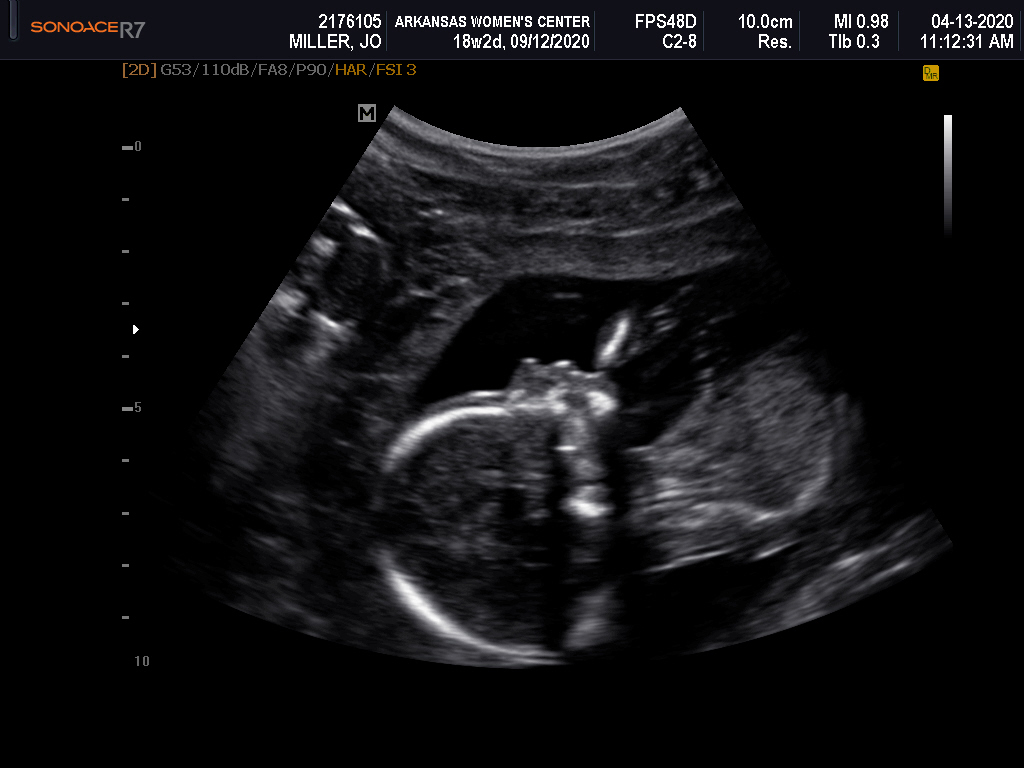 SONOACE R7
2176105 ARKANSAS WOMEN'S CENTER FPS48D 10.0cm MI 0.98 04-13-2020
MILLER, JO 18w2d, 09/12/2020 C2-8 Res. TIb 0.3 11:12:31 AM
[2D] G53/110dB/FA8/P90/HAR/FSI 3
M
0
5
10